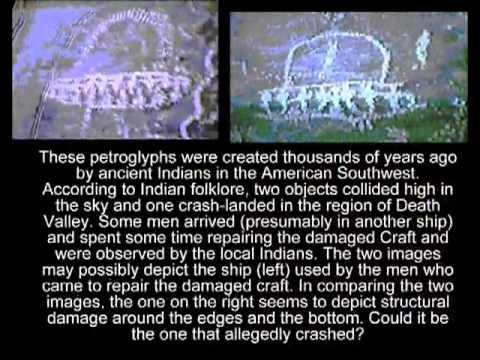 These petroglyphs were created thousands of years ago
by ancient Indians in the American Southwest.
According to Indian folklore, two objects collided high in
the sky and one crash-landed in the region of Death
Valley. Some men arrived (presumably in another ship)
and spent some time repairing the damaged Craft and
were observed by the local Indians. The two images
may possibly depict the ship (left) used by the men who
came to repair the damaged craft. In comparing the two
images, the one on the right seems to depict structural
damage around the edges and the bottom. Could it be
the one that allegedly crashed?